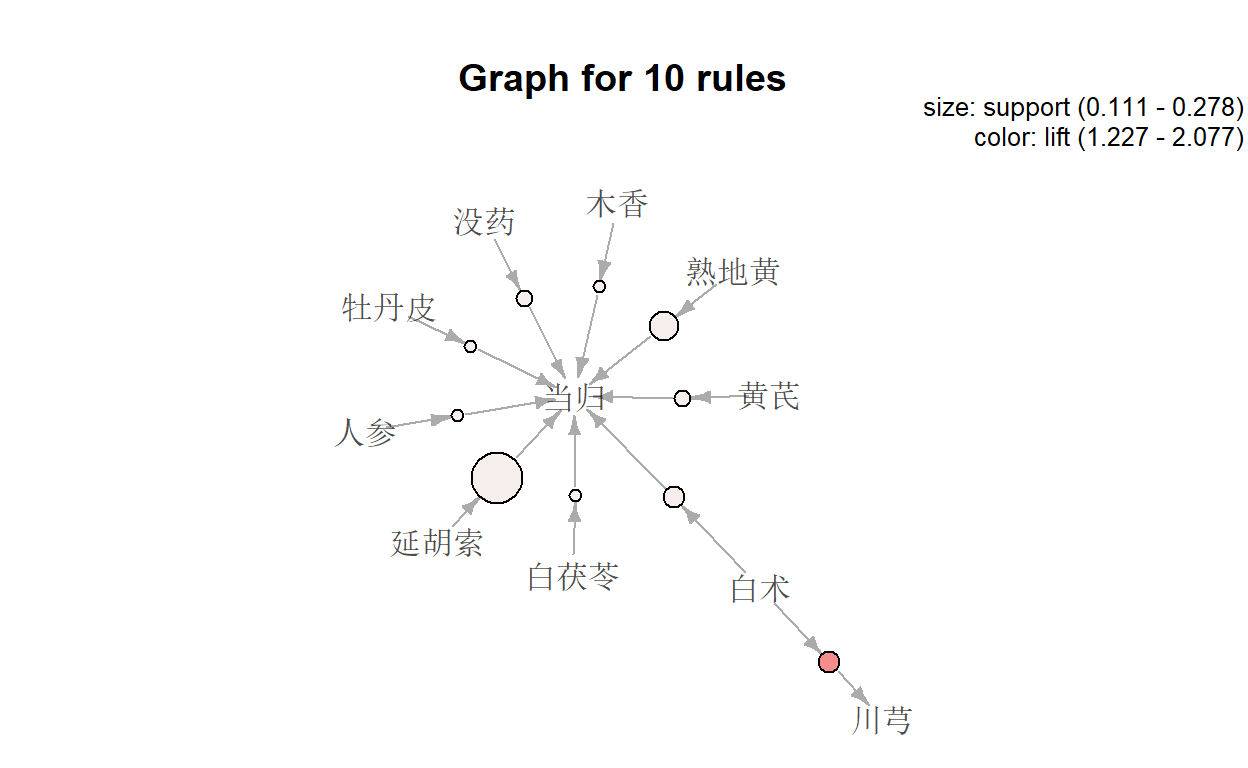 Graph for 10 rules
size: support (0.111 - 0.278)
color: lift (1.227 - 2.077)
木香
没药
熟地黄
牡丹皮
当归
黄芪
人参
延胡索
白茯苓
白术
川芎